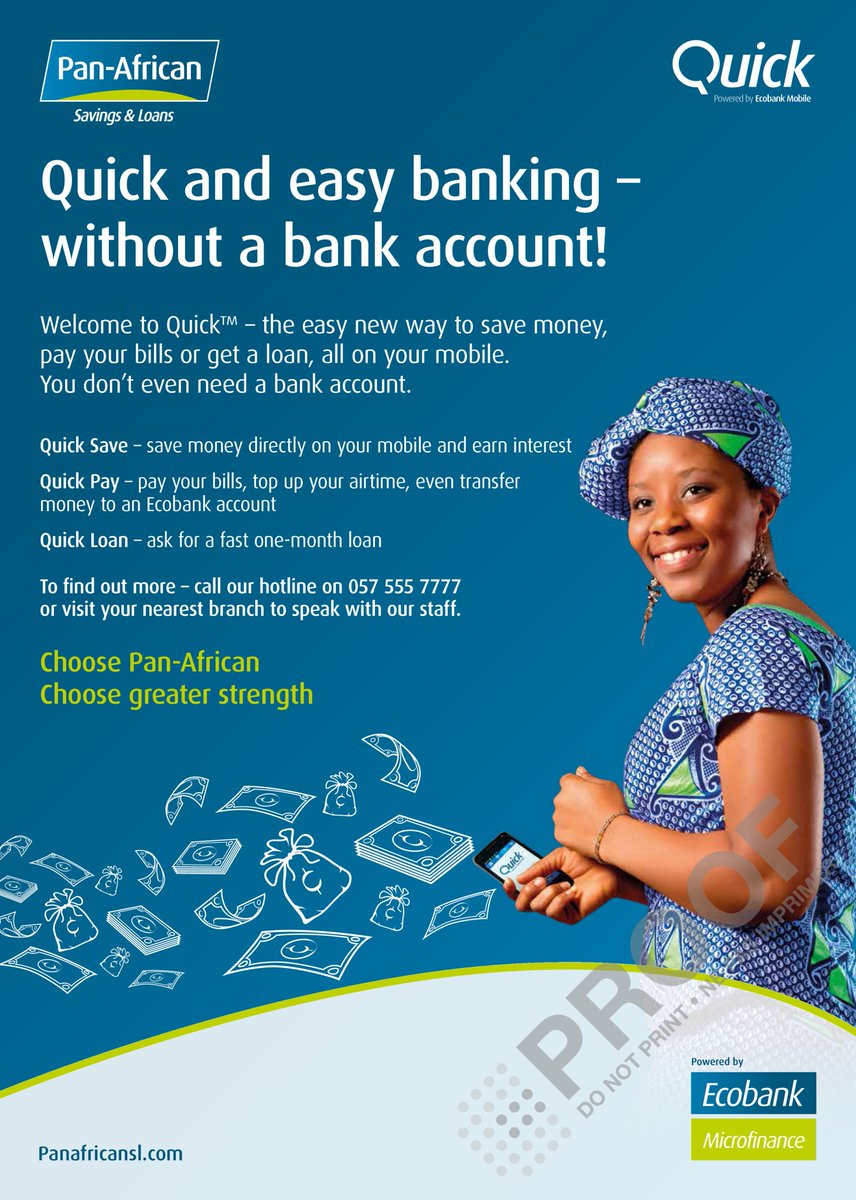 Pan-African
Savings & Loans
Quick
Powered by Ecobank Mobile
Quick and easy banking –
without a bank account!
Welcome to Quick™ – the easy new way to save money,
pay your bills or get a loan, all on your mobile.
You don’t even need a bank account.
Quick Save – save money directly on your mobile and earn interest
Quick Pay – pay your bills, top up your airtime, even transfer
money to an Ecobank account
Quick Loan – ask for a fast one-month loan
To find out more – call our hotline on 057 555 7777
or visit your nearest branch to speak with our staff.
Choose Pan-African
Choose greater strength
Quick
PROOF
DO NOT PRINT •
Powered by
Ecobank
Microfinance
Panafricansl.com